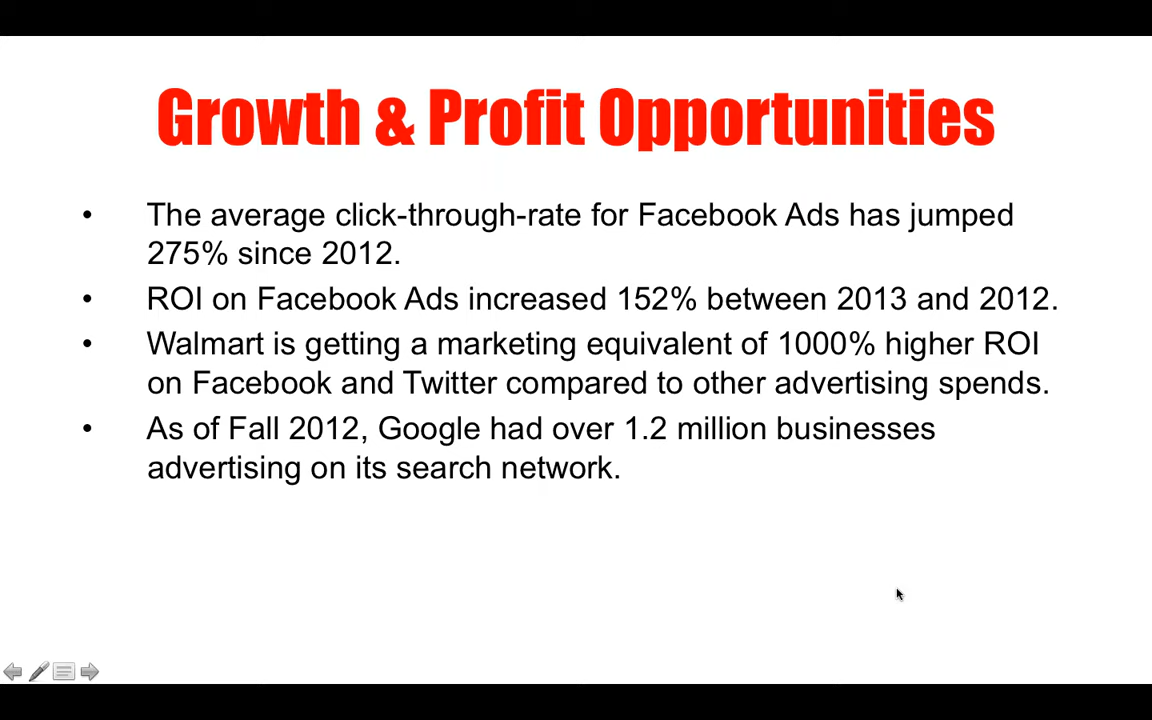 Growth & Profit Opportunities
• The average click-through-rate for Facebook Ads has jumped
275% since 2012.
• ROI on Facebook Ads increased 152% between 2013 and 2012.
• Walmart is getting a marketing equivalent of 1000% higher ROI
on Facebook and Twitter compared to other advertising spends.
• As of Fall 2012, Google had over 1.2 million businesses
advertising on its search network.